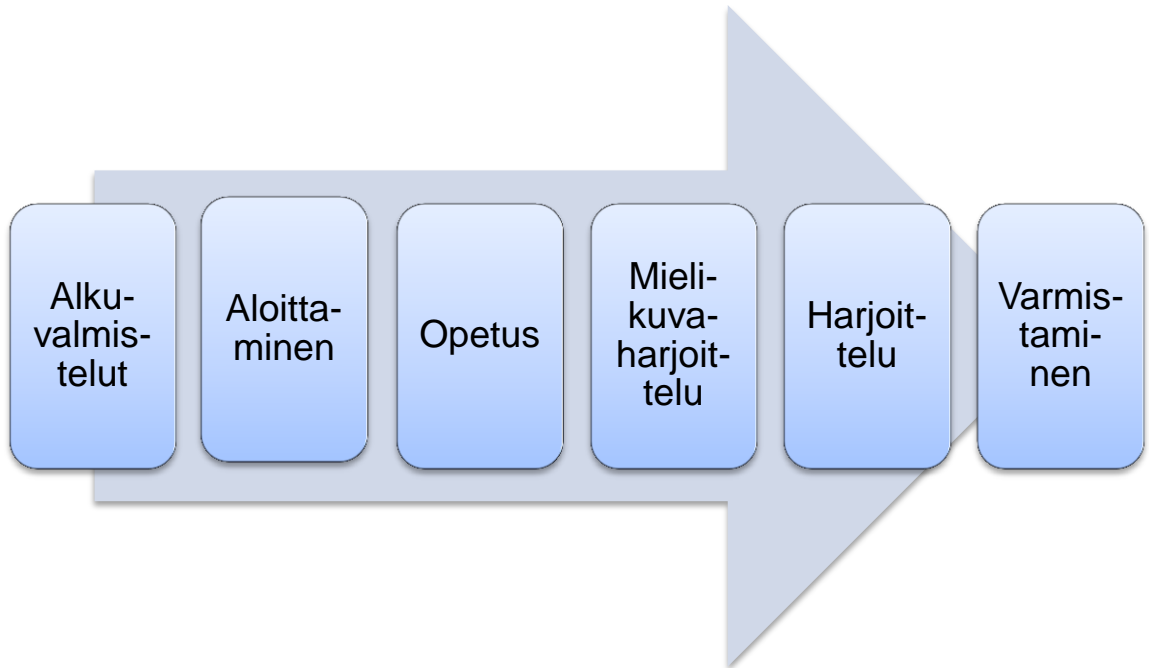 Alku-
valmis-
telut
Aloitta-
minen
Opetus
Mieli-
kuva-
harjoit-
telu
Harjoit-
telu
Varmis-
tami-
nen